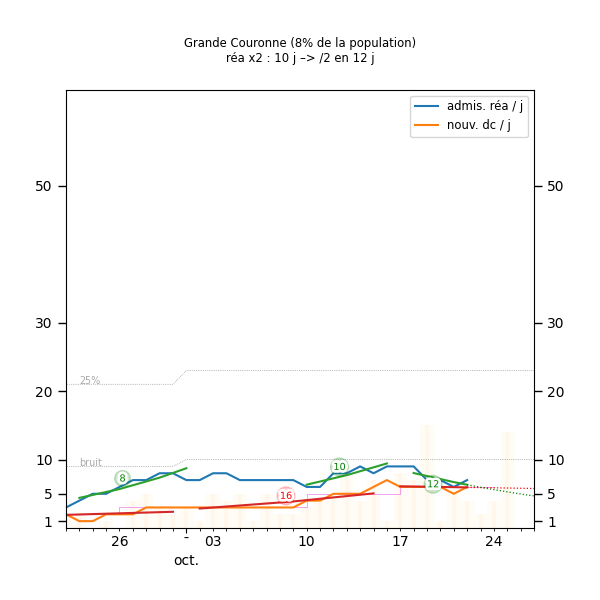 Grande Couronne (8% de la population)
réa x2 : 10 j –> /2 en 12 j
admis. réa / j
nouv. dc / j
50 50
30 30
25%
20 20
bruit
10 10
8 10 12 16
5 5
1 1
26 - 03 10 17 24
oct.